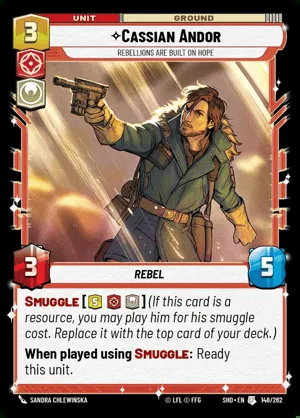 3
UNIT
GROUND
✧CASSIAN ANDOR
REBELLIONS ARE BUILT ON HOPE
3
REBEL
5
SMUGGLE [5] (If this card is a
resource, you may play him for his smuggle
cost. Replace it with the top card of your deck.)
When played using SMUGGLE: Ready
this unit.
SANDRA CHLEWIŃSKA
© LFL © FFG
SHD • EN
148/262